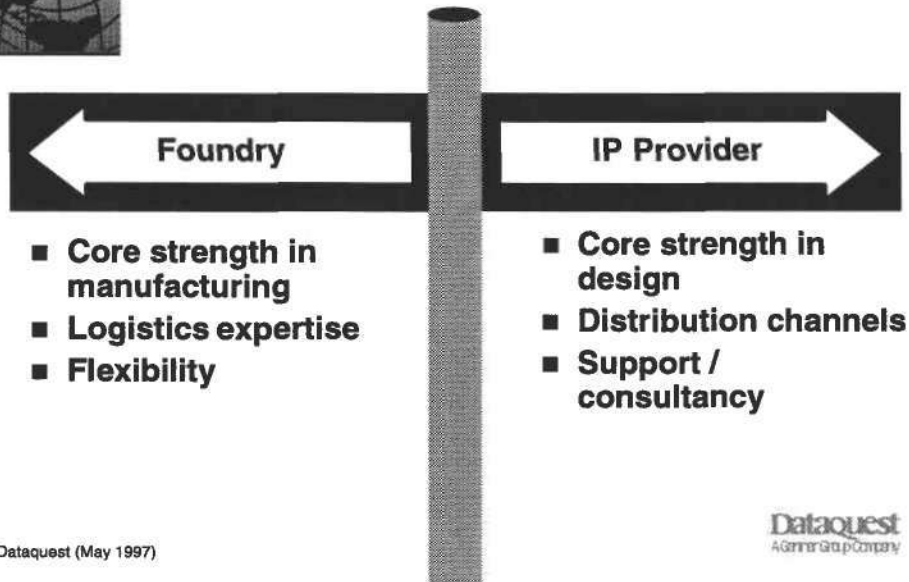 Foundry
■ Core strength in
manufacturing
■ Logistics expertise
■ Flexibility
IP Provider
■ Core strength in
design
■ Distribution channels
■ Support /
consultancy
Dataquest (May 1997)
Dataquest
A Gartner Group Company